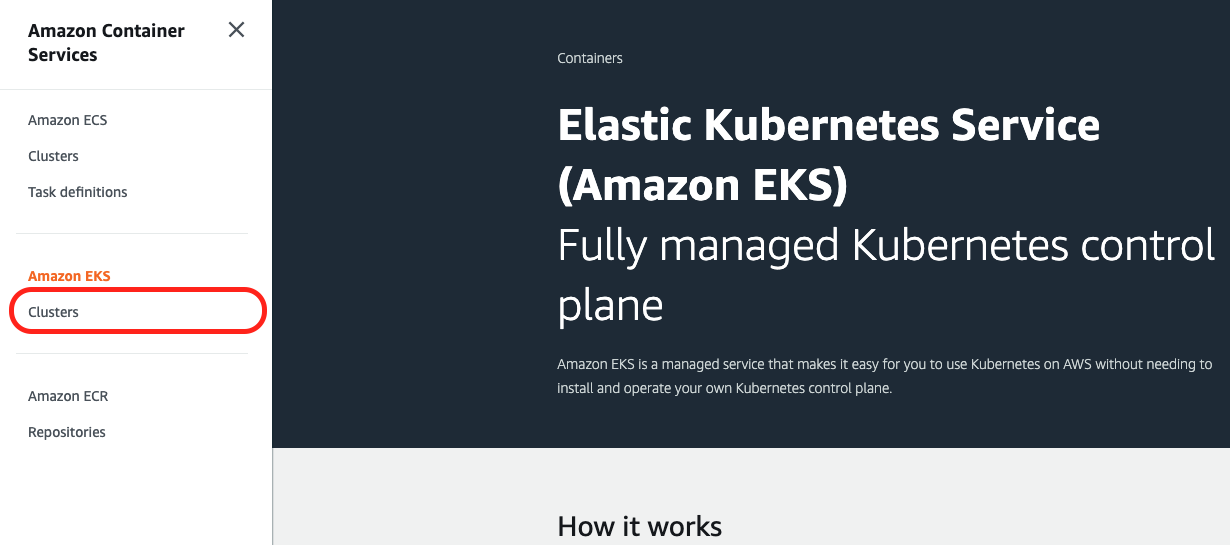 Amazon Container
Services
Amazon ECS
Clusters
Task definitions
Amazon EKS
Clusters
Amazon ECR
Repositories
Containers
Elastic Kubernetes Service
(Amazon EKS)
Fully managed Kubernetes control
plane
Amazon EKS is a managed service that makes it easy for you to use Kubernetes on AWS without needing to
install and operate your own Kubernetes control plane.
How it works